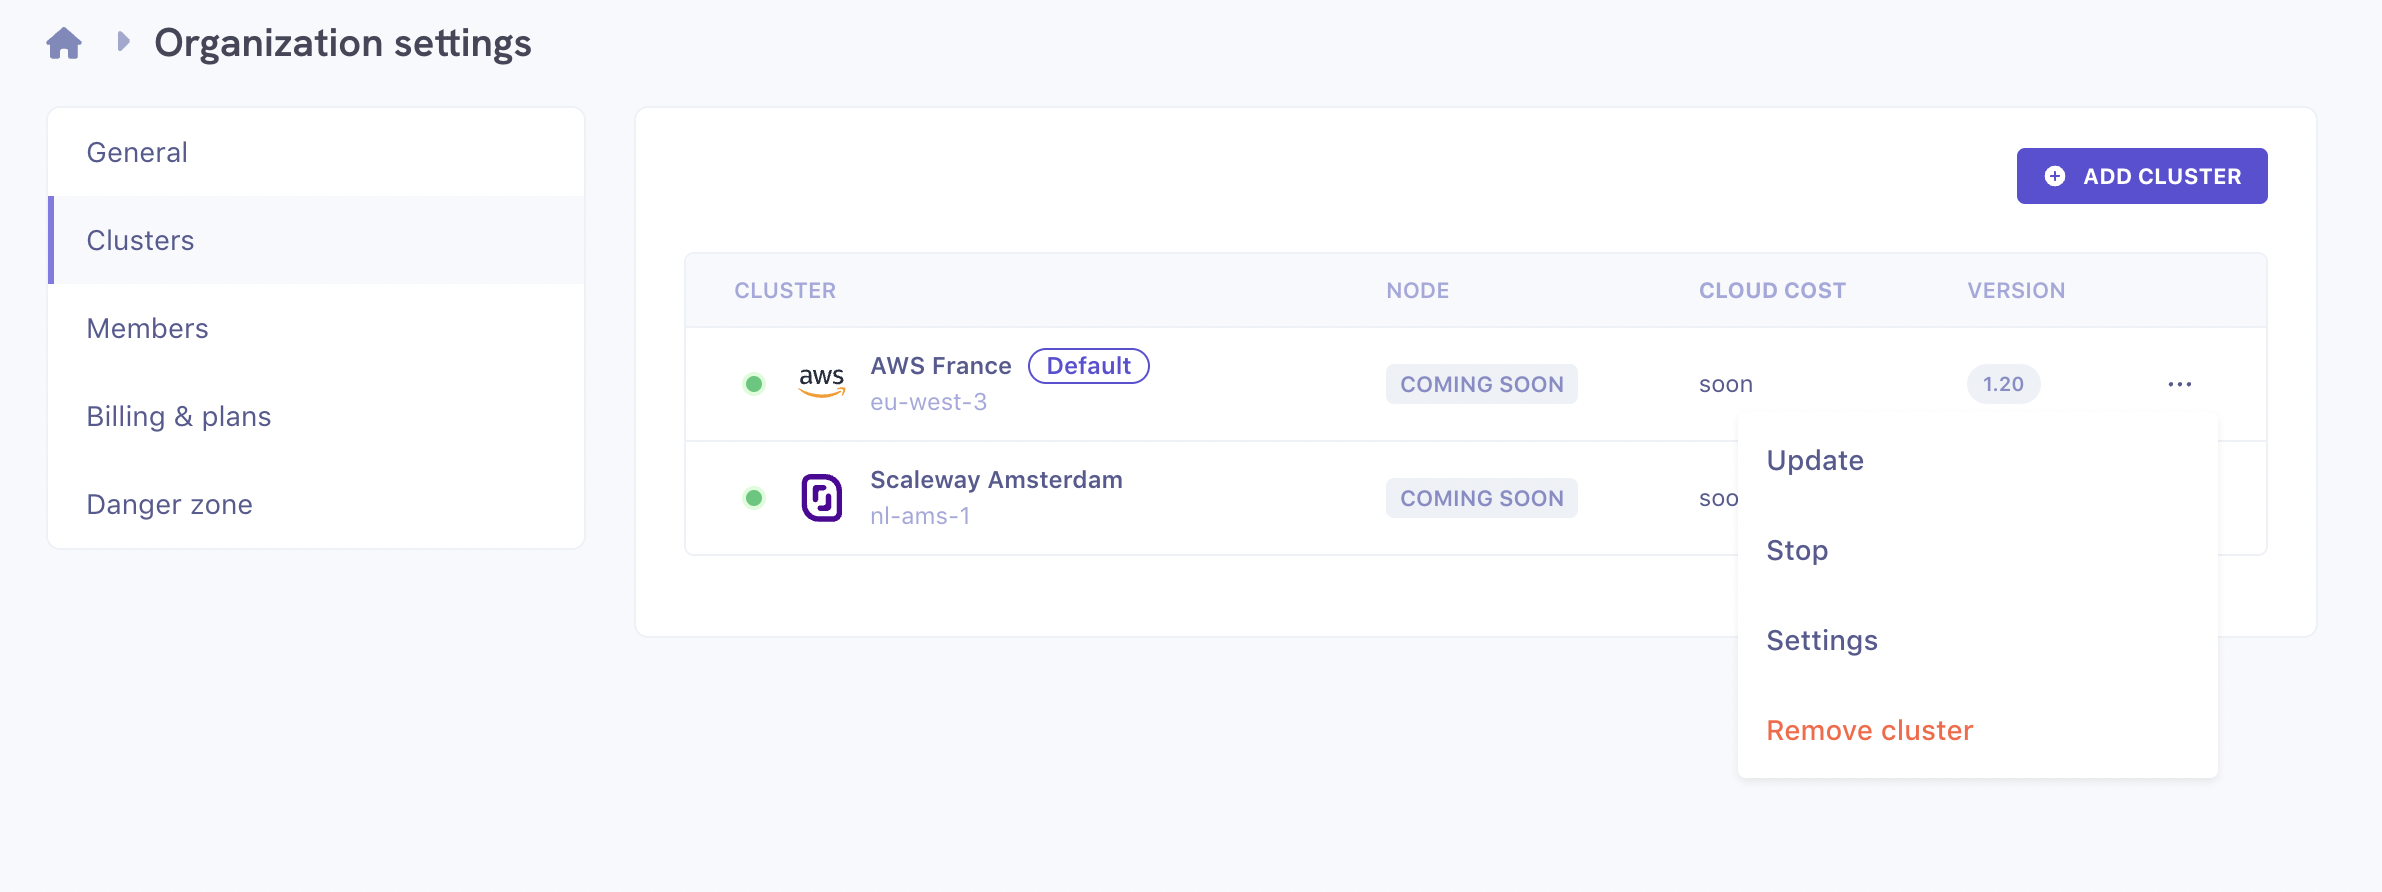 Organization settings
General
Clusters
Members
Billing & plans
Danger zone
ADD CLUSTER
CLUSTER NODE CLOUD COST VERSION
aws AWS France Default COMING SOON soon 1.20 ...
eu-west-3
Scaleway Amsterdam COMING SOON soo
nl-ams-1
Update
Stop
Settings
Remove cluster